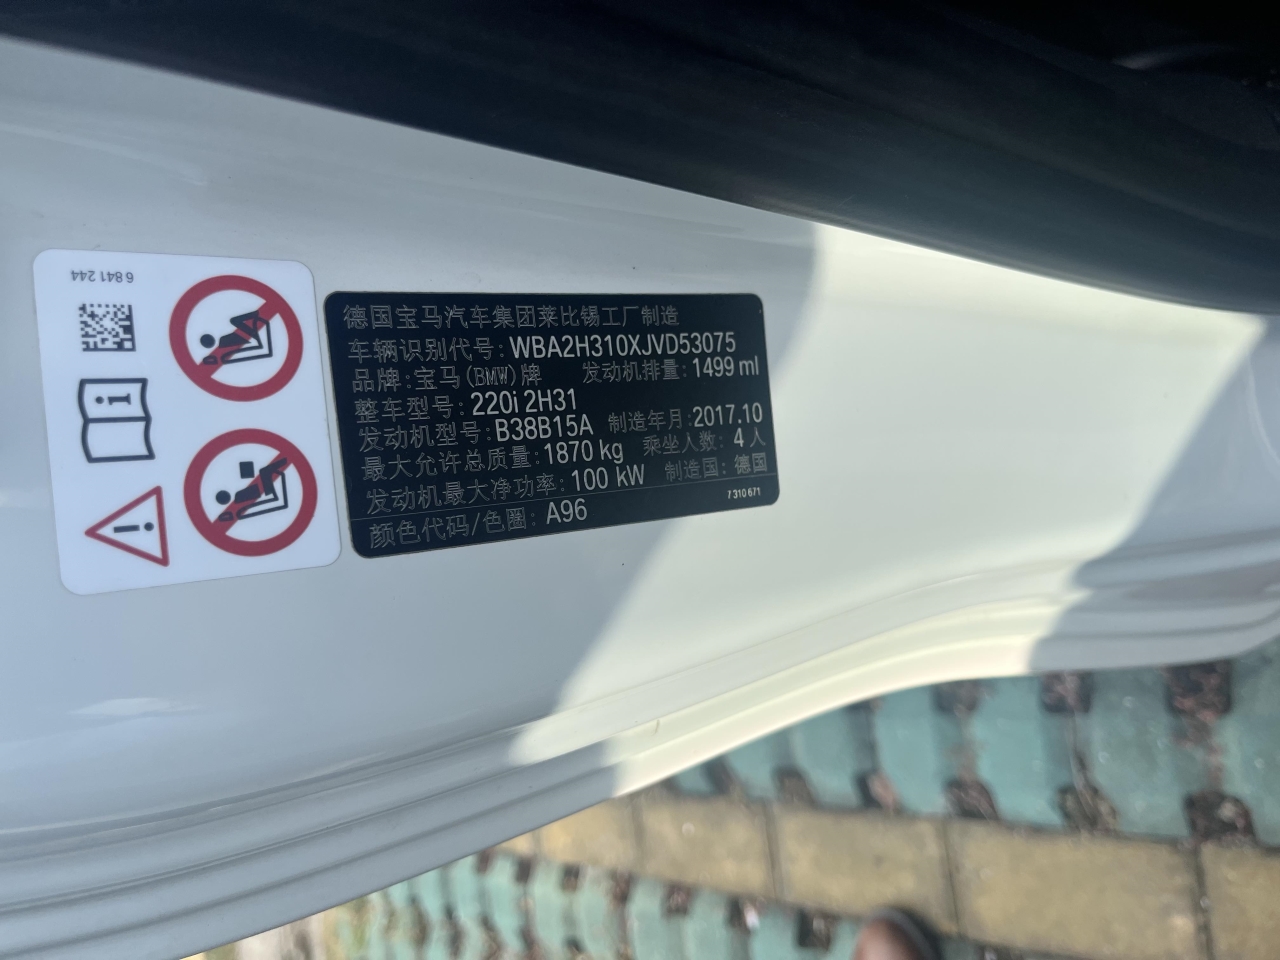 6 841 244
德国宝马汽车集团莱比锡工厂制造
车辆识别代号: WBA2H310XJVD53075
品牌:宝马(BMW)牌 发动机排量: 1499 ml
整车型号: 220i 2H31
发动机型号: B38B15A 制造年月: 2017.10
最大允许总质量: 1870 kg 乘坐人数: 4 人
发动机最大净功率: 100 kW 制造国: 德国
颜色代码/色圈: A96
7 310 671